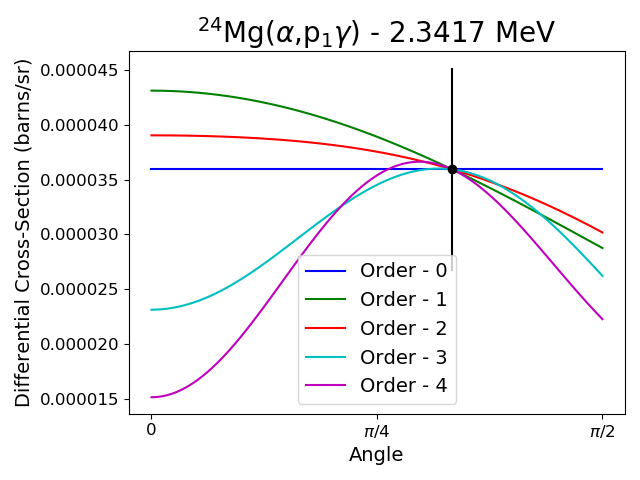 ²⁴Mg(α,p₁γ) - 2.3417 MeV
Differential Cross-Section (barns/sr)
0.000045
0.000040
0.000035
0.000030
0.000025
0.000020
0.000015
Order - 0
Order - 1
Order - 2
Order - 3
Order - 4
0 π/4 π/2
Angle